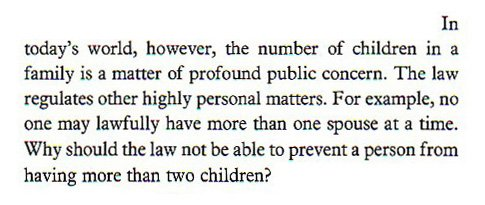 In
today's world, however, the number of children in a
family is a matter of profound public concern. The law
regulates other highly personal matters. For example, no
one may lawfully have more than one spouse at a time.
Why should the law not be able to prevent a person from
having more than two children?